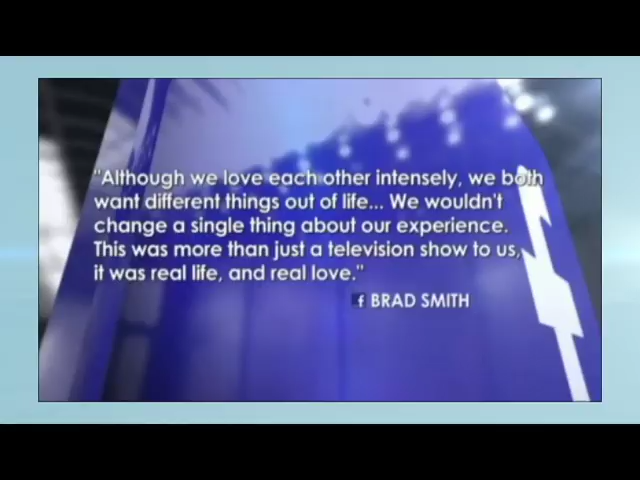 "Although we love each other intensely, we both
want different things out of life... We wouldn't
change a single thing about our experience.
This was more than just a television show to us,
it was real life, and real love."
f BRAD SMITH